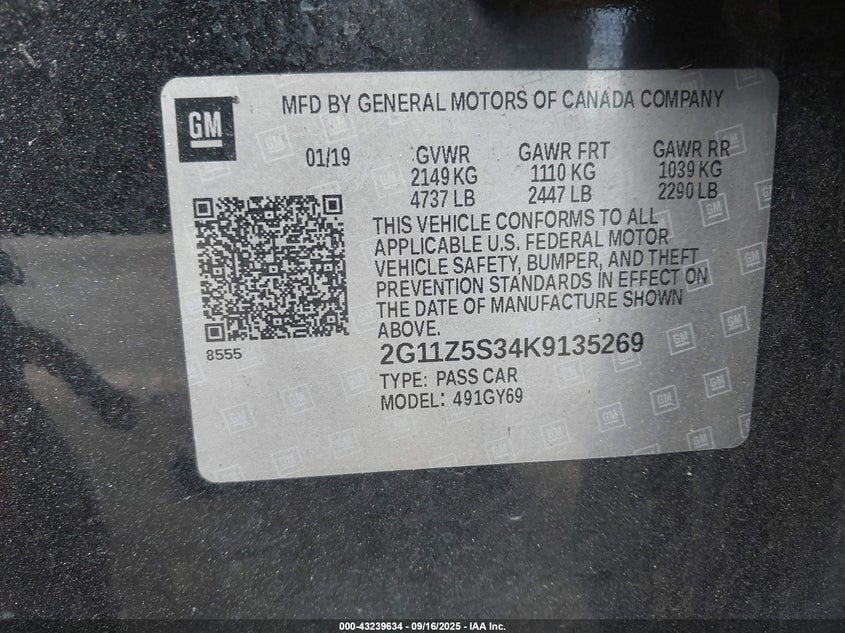 GM
MFD BY GENERAL MOTORS OF CANADA COMPANY
01/19 GVWR GAWR FRT GAWR RR
2149 KG 1110 KG 1039 KG
4737 LB 2447 LB 2290 LB
THIS VEHICLE CONFORMS TO ALL
APPLICABLE U.S. FEDERAL MOTOR
VEHICLE SAFETY, BUMPER, AND THEFT
PREVENTION STANDARDS IN EFFECT ON
THE DATE OF MANUFACTURE SHOWN
ABOVE.
8555
2G11Z5S34K9135269
TYPE: PASS CAR
MODEL: 491GY69
000-43239634 - 09/16/2025 - IAA Inc.